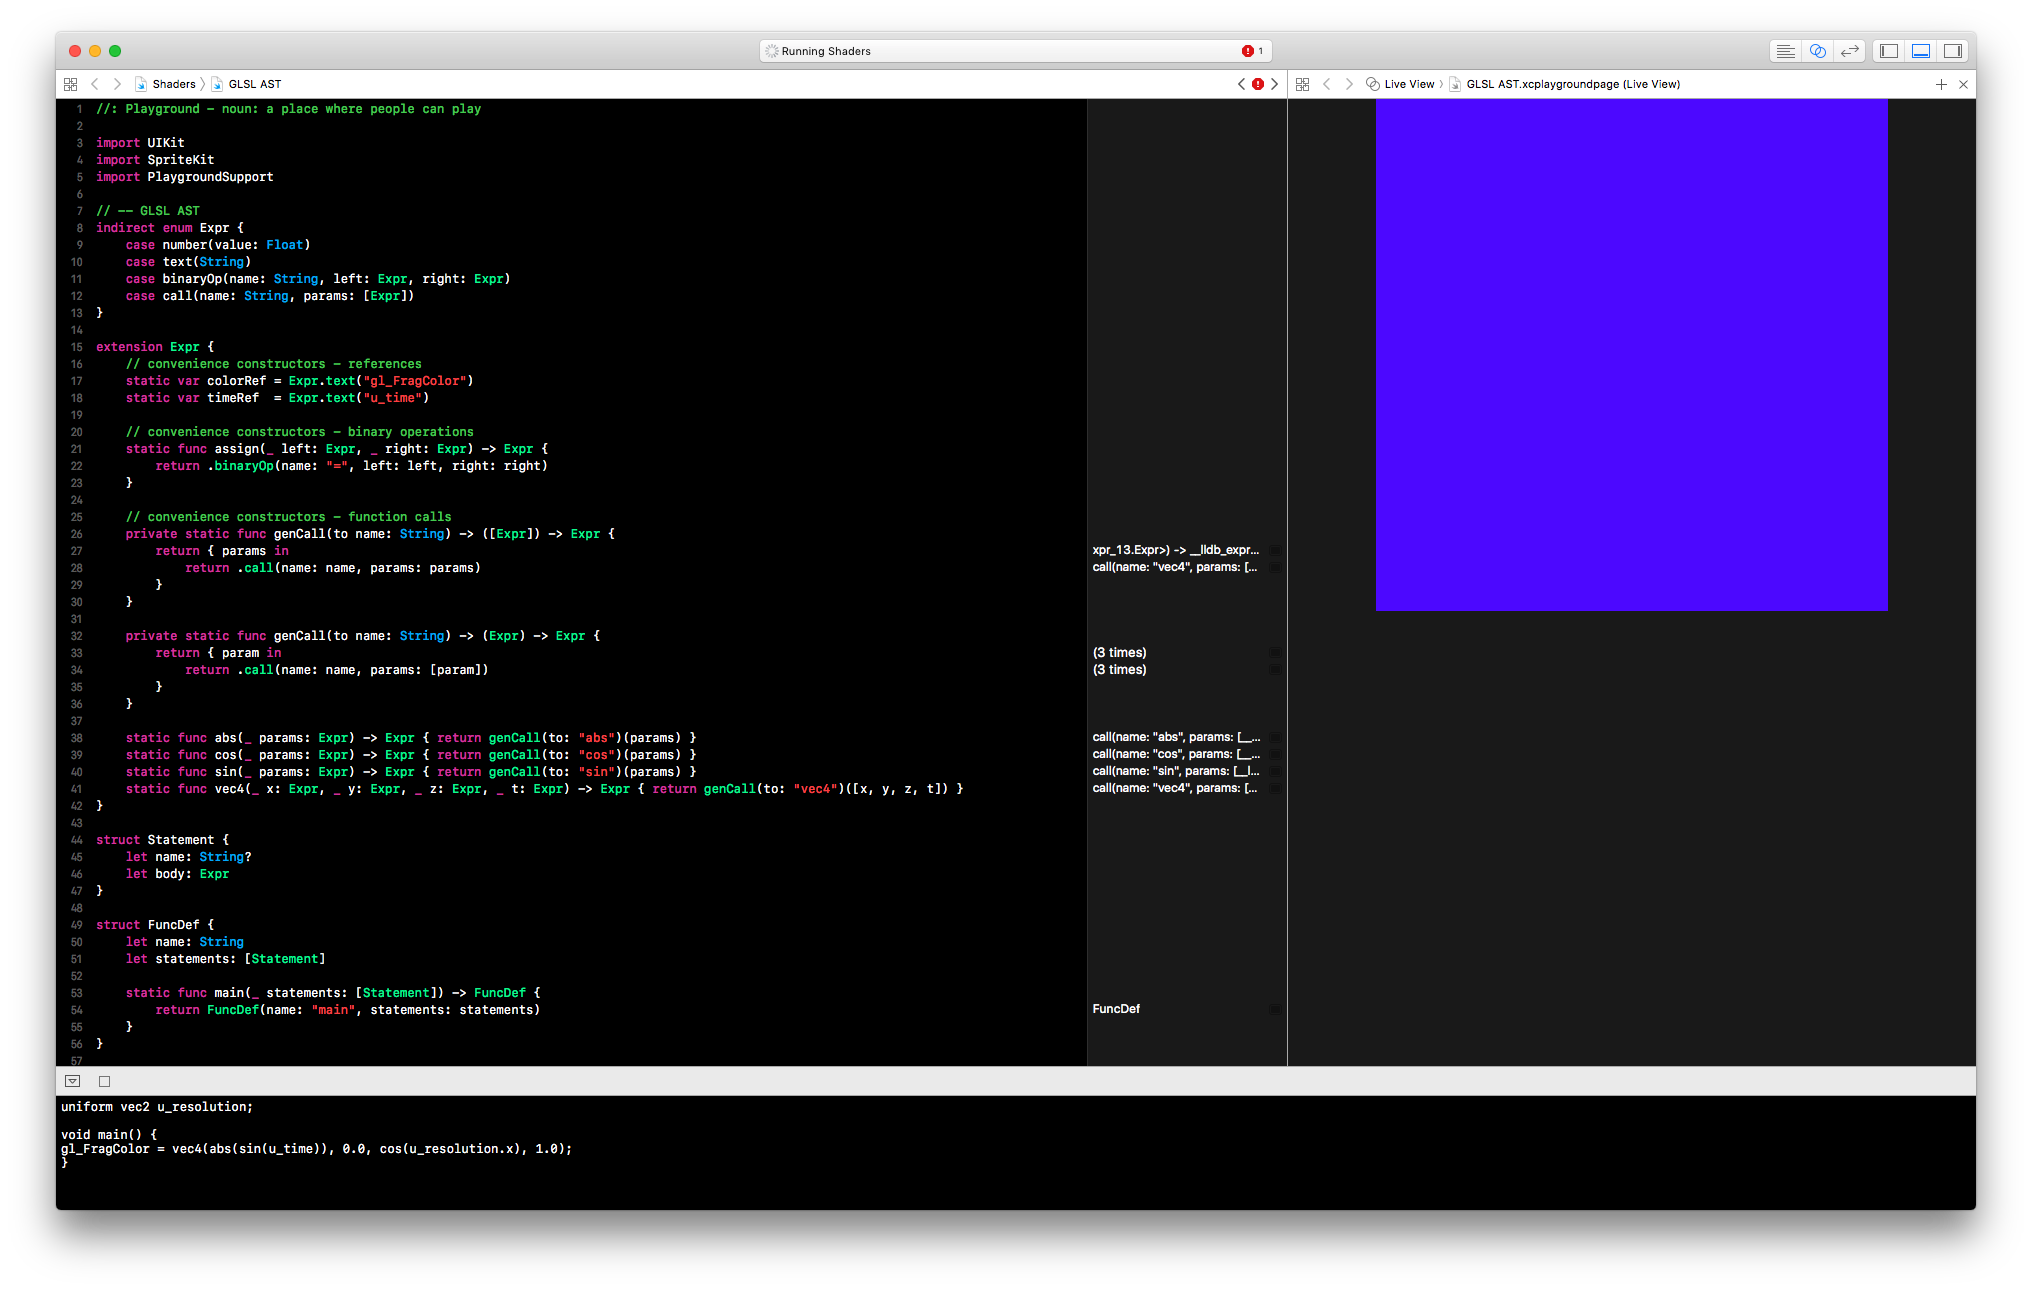 Running Shaders 1
Shaders GLSL AST
Live View GLSL AST.xcplaygroundpage (Live View)
1 //: Playground - noun: a place where people can play
2
3 import UIKit
4 import SpriteKit
5 import PlaygroundSupport
6
7 // -- GLSL AST
8 indirect enum Expr {
9 case number(value: Float)
10 case text(String)
11 case binaryOp(name: String, left: Expr, right: Expr)
12 case call(name: String, params: [Expr])
13 }
14
15 extension Expr {
16 // convenience constructors - references
17 static var colorRef = Expr.text("gl_FragColor")
18 static var timeRef  = Expr.text("u_time")
19
20 // convenience constructors - binary operations
21 static func assign(_ left: Expr, _ right: Expr) -> Expr {
22 return .binaryOp(name: "=", left: left, right: right)
23 }
24
25 // convenience constructors - function calls
26 private static func genCall(to name: String) -> ([Expr]) -> Expr {
27 return { params in
28 return .call(name: name, params: params)
29 }
30 }
31
32 private static func genCall(to name: String) -> (Expr) -> Expr {
33 return { param in
34 return .call(name: name, params: [param])
35 }
36 }
37
38 static func abs(_ params: Expr) -> Expr { return genCall(to: "abs")(params) }
39 static func cos(_ params: Expr) -> Expr { return genCall(to: "cos")(params) }
40 static func sin(_ params: Expr) -> Expr { return genCall(to: "sin")(params) }
41 static func vec4(_ x: Expr, _ y: Expr, _ z: Expr, _ t: Expr) -> Expr { return genCall(to: "vec4")([x, y, z, t]) }
42 }
43
44 struct Statement {
45 let name: String?
46 let body: Expr
47 }
48
49 struct FuncDef {
50 let name: String
51 let statements: [Statement]
52
53 static func main(_ statements: [Statement]) -> FuncDef {
54 return FuncDef(name: "main", statements: statements)
55 }
56 }
57
xpr_13.Expr>) -> __lldb_expr...
call(name: "vec4", params: [...
(3 times)
(3 times)
call(name: "abs", params: [__...
call(name: "cos", params: [__...
call(name: "sin", params: [__l...
call(name: "vec4", params: [...
FuncDef
uniform vec2 u_resolution;
void main() {
gl_FragColor = vec4(abs(sin(u_time)), 0.0, cos(u_resolution.x), 1.0);
}